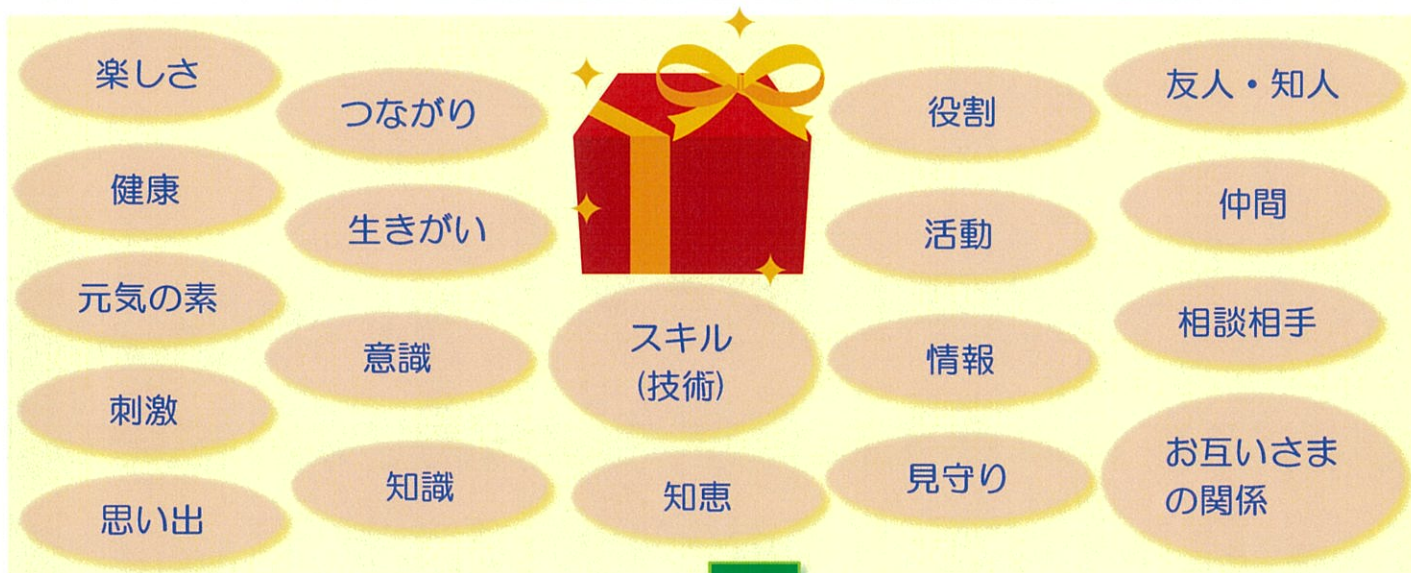 楽しさ
健康
元気の素
刺激
思い出
つながり
生きがい
意識
知識
スキル
(技術)
知恵
役割
活動
情報
見守り
友人・知人
仲間
相談相手
お互いさま
の関係